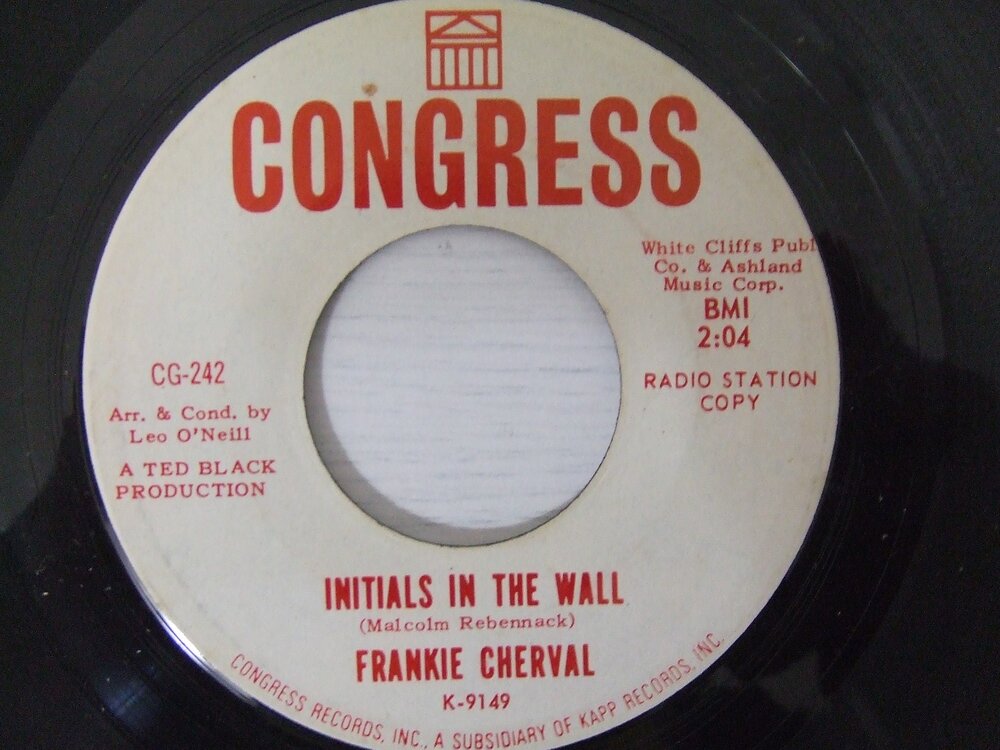 CONGRESS
White Cliffs Publ
Co. & Ashland
Music Corp.
BMI
2:04
RADIO STATION
COPY
CG-242
Arr. & Cond. by
Leo O'Neill
A TED BLACK
PRODUCTION
INITIALS IN THE WALL
(Malcolm Rebennack)
FRANKIE CHERVAL
K-9149
CONGRESS RECORDS, INC., A SUBSIDIARY OF KAPP RECORDS, INC.